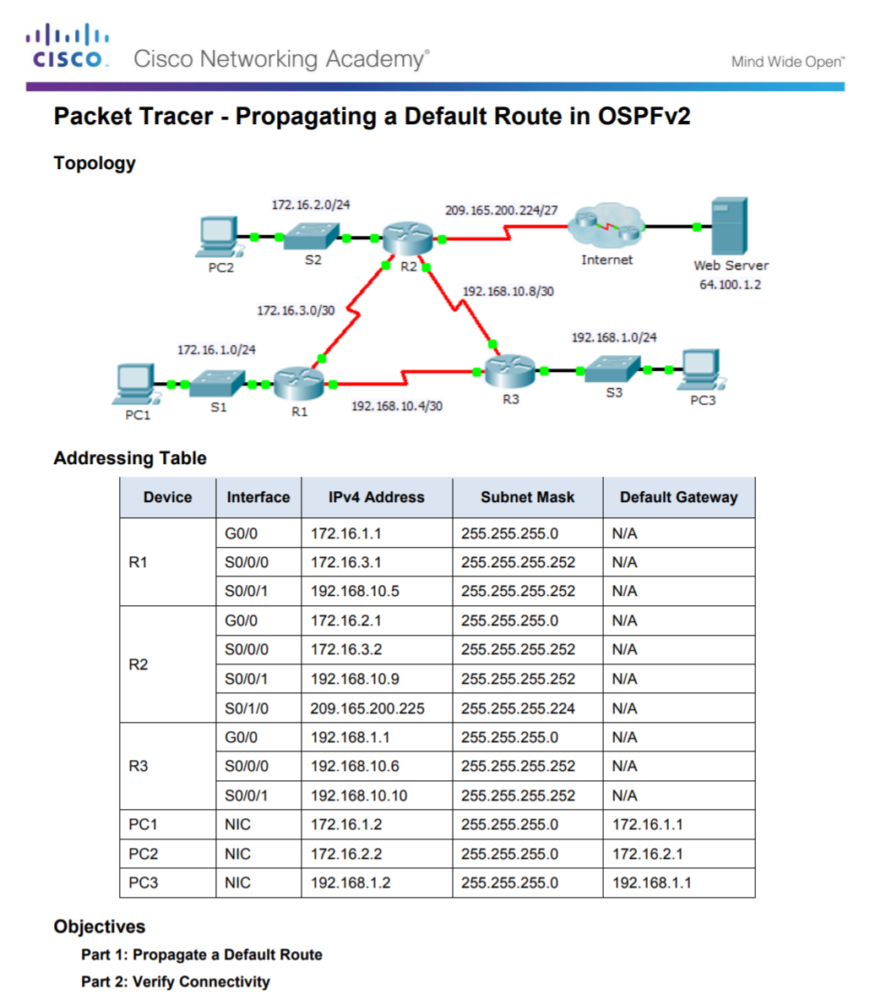 CISCO. Cisco Networking Academy® Mind Wide Open™
Packet Tracer - Propagating a Default Route in OSPFv2
Topology
172.16.2.0/24
209.165.200.224/27
PC2
S2
R2
Internet
Web Server
64.100.1.2
172.16.3.0/30
192.168.10.8/30
172.16.1.0/24
192.168.1.0/24
PC1
S1
R1
192.168.10.4/30
R3
S3
PC3
Addressing Table
Device Interface IPv4 Address Subnet Mask Default Gateway
R1
G0/0 172.16.1.1 255.255.255.0 N/A
S0/0/0 172.16.3.1 255.255.255.252 N/A
S0/0/1 192.168.10.5 255.255.255.252 N/A
R2
G0/0 172.16.2.1 255.255.255.0 N/A
S0/0/0 172.16.3.2 255.255.255.252 N/A
S0/0/1 192.168.10.9 255.255.255.252 N/A
S0/1/0 209.165.200.225 255.255.255.224 N/A
R3
G0/0 192.168.1.1 255.255.255.0 N/A
S0/0/0 192.168.10.6 255.255.255.252 N/A
S0/0/1 192.168.10.10 255.255.255.252 N/A
PC1 NIC 172.16.1.2 255.255.255.0 172.16.1.1
PC2 NIC 172.16.2.2 255.255.255.0 172.16.2.1
PC3 NIC 192.168.1.2 255.255.255.0 192.168.1.1
Objectives
Part 1: Propagate a Default Route
Part 2: Verify Connectivity